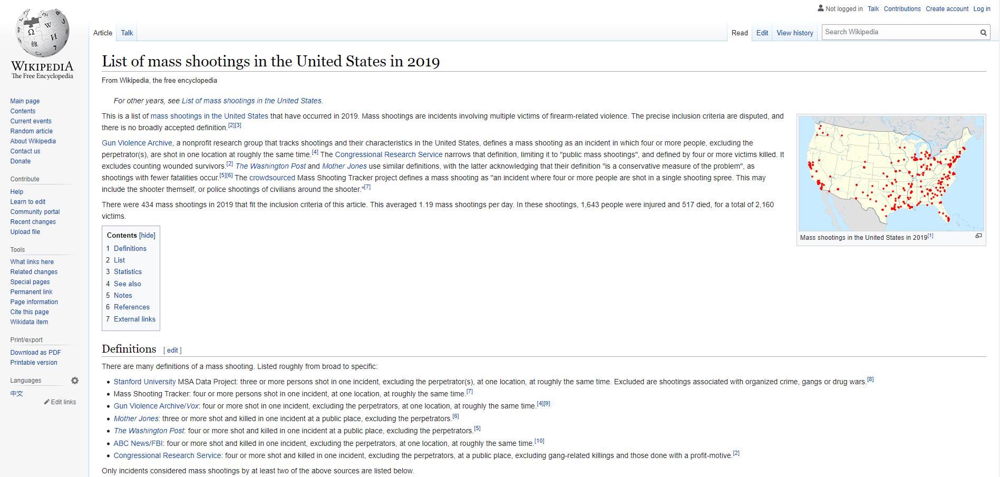 Not logged in Talk Contributions Create account Log in
Article Talk
Read Edit View history Search Wikipedia
WIKIPEDIA
The Free Encyclopedia
Main page
Contents
Current events
Random article
About Wikipedia
Contact us
Donate
Contribute
Help
Learn to edit
Community portal
Recent changes
Upload file
Tools
What links here
Related changes
Special pages
Permanent link
Page information
Cite this page
Wikidata item
Print/export
Download as PDF
Printable version
Languages
中文
Edit links
List of mass shootings in the United States in 2019
From Wikipedia, the free encyclopedia
For other years, see List of mass shootings in the United States.
This is a list of mass shootings in the United States that have occurred in 2019. Mass shootings are incidents involving multiple victims of firearm-related violence. The precise inclusion criteria are disputed, and
there is no broadly accepted definition.[2][3]
Gun Violence Archive, a nonprofit research group that tracks shootings and their characteristics in the United States, defines a mass shooting as an incident in which four or more people, excluding the
perpetrator(s), are shot in one location at roughly the same time.[4] The Congressional Research Service narrows that definition, limiting it to "public mass shootings", and defined by four or more victims killed. It
excludes counting wounded survivors.[2] The Washington Post and Mother Jones use similar definitions, with the latter acknowledging that their definition "is a conservative measure of the problem", as
shootings with fewer fatalities occur.[5][6] The crowdsourced Mass Shooting Tracker project defines a mass shooting as "an incident where four or more people are shot in a single shooting spree. This may
include the shooter themself, or police shootings of civilians around the shooter."[7]
There were 434 mass shootings in 2019 that fit the inclusion criteria of this article. This averaged 1.19 mass shootings per day. In these shootings, 1,643 people were injured and 517 died, for a total of 2,160
victims.
Mass shootings in the United States in 2019[1]
Contents [hide]
1 Definitions
2 List
3 Statistics
4 See also
5 Notes
6 References
7 External links
Definitions [ edit ]
There are many definitions of a mass shooting. Listed roughly from broad to specific:
• Stanford University MSA Data Project: three or more persons shot in one incident, excluding the perpetrator(s), at one location, at roughly the same time. Excluded are shootings associated with organized crime, gangs or drug wars.[8]
• Mass Shooting Tracker: four or more persons shot in one incident, at one location, at roughly the same time.[7]
• Gun Violence Archive/Vox: four or more shot in one incident, excluding the perpetrators, at one location, at roughly the same time.[4][9]
• Mother Jones: three or more shot and killed in one incident at a public place, excluding the perpetrators.[6]
• The Washington Post: four or more shot and killed in one incident at a public place, excluding the perpetrators.[5]
• ABC News/FBI: four or more shot and killed in one incident, excluding the perpetrators, at one location, at roughly the same time.[10]
• Congressional Research Service: four or more shot and killed in one incident, excluding the perpetrators, at a public place, excluding gang-related killings and those done with a profit-motive.[2]
Only incidents considered mass shootings by at least two of the above sources are listed below.